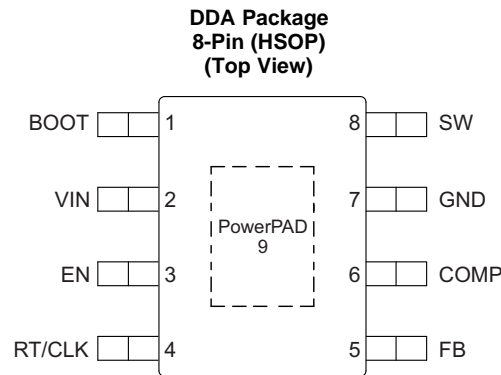 DDA Package
8-Pin (HSOP)
(Top View)
BOOT 1 8 SW
VIN 2 7 GND
PowerPAD
9
EN 3 6 COMP
RT/CLK 4 5 FB